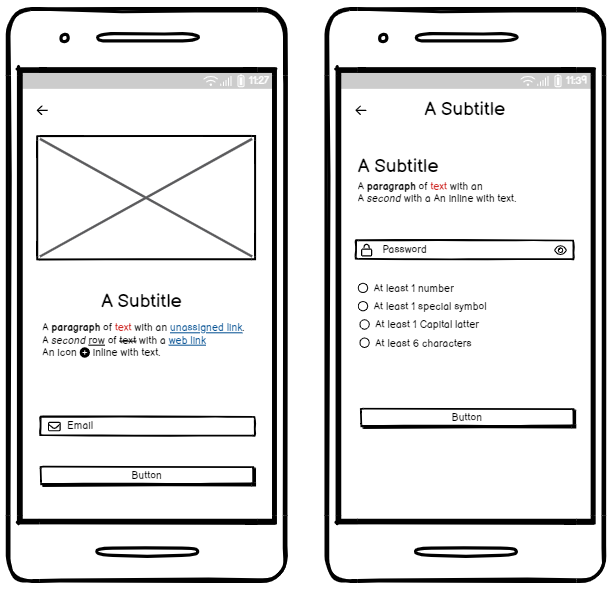 11:27
A Subtitle
A paragraph of text with an unassigned link.
A second row of text with a web link
An icon inline with text.
Email
Button
11:39
A Subtitle
A Subtitle
A paragraph of text with an
A second with a An inline with text.
Password
At least 1 number
At least 1 special symbol
At least 1 Capital latter
At least 6 characters
Button